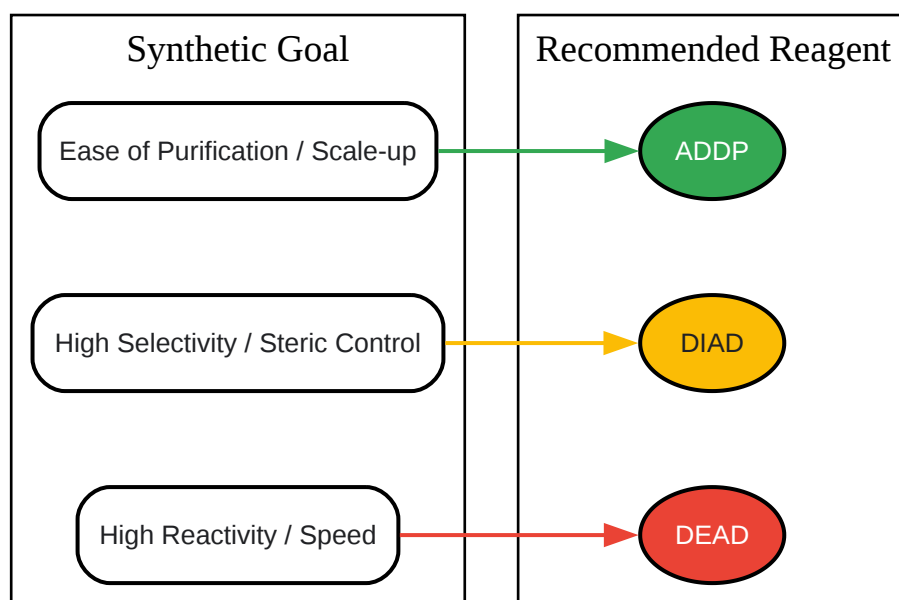 Synthetic Goal
Recommended Reagent
Ease of Purification / Scale-up
ADDP
High Selectivity / Steric Control
DIAD
High Reactivity / Speed
DEAD